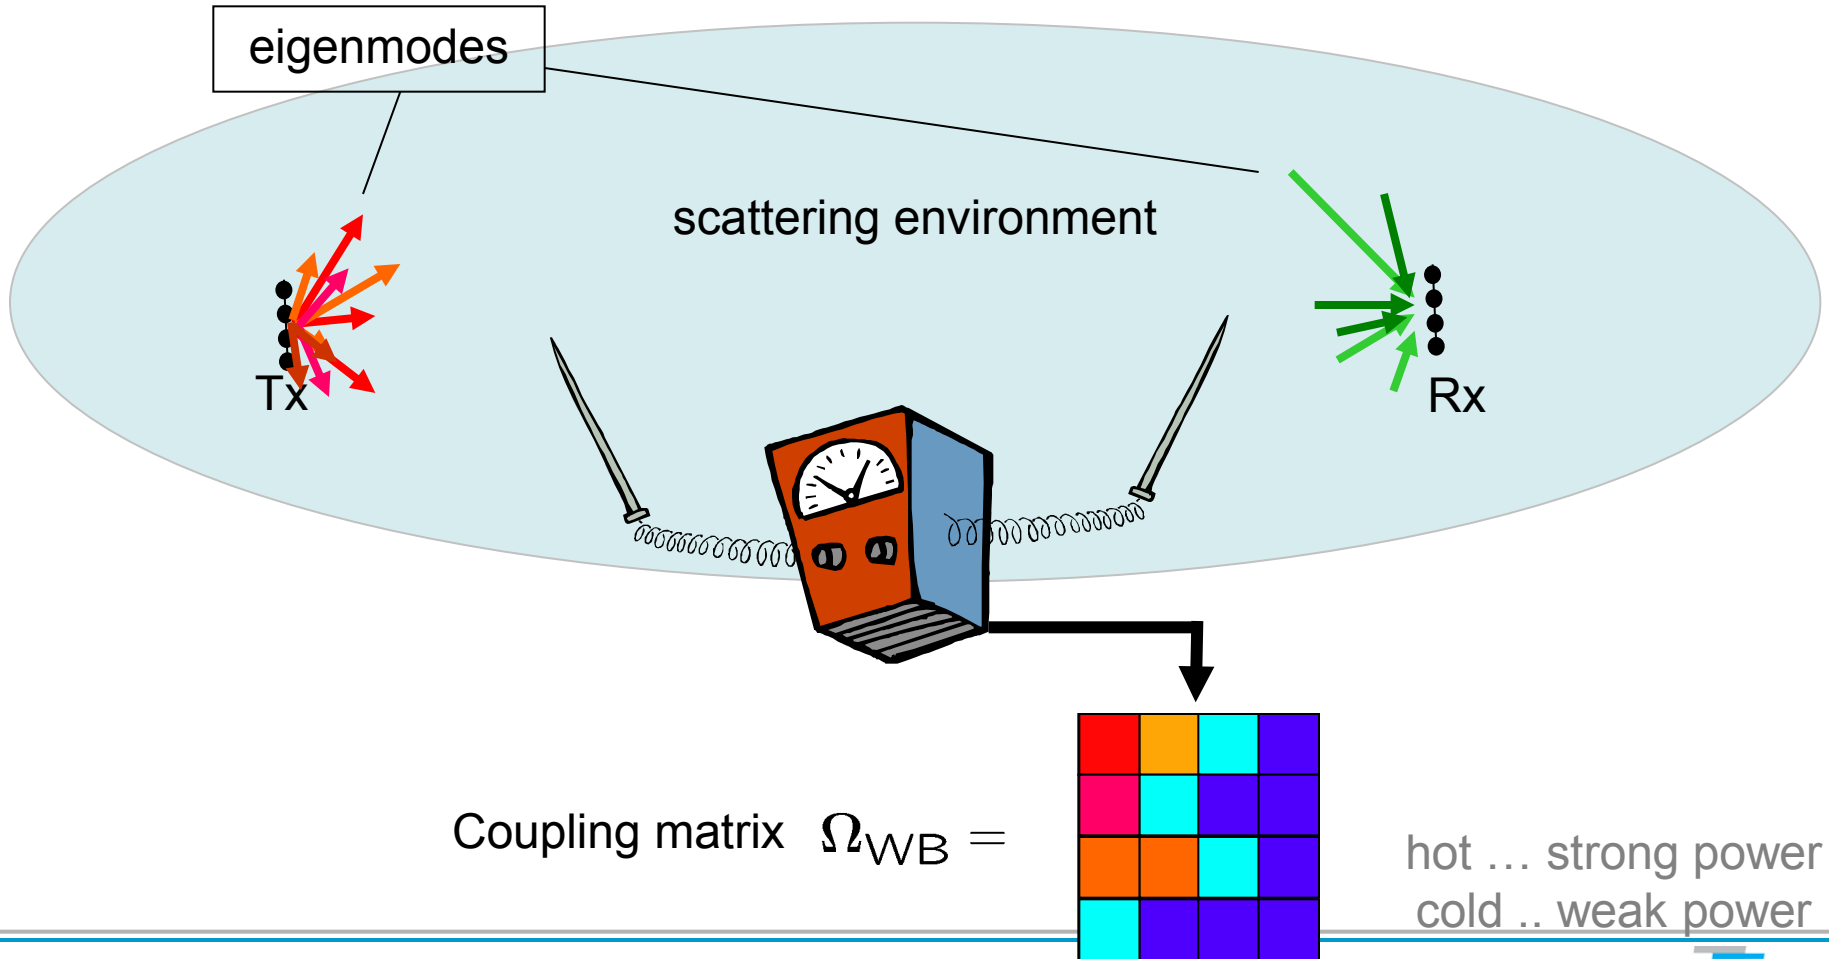 eigenmodes
scattering environment
Tx
Rx
Coupling matrix Ω_WB =
hot … strong power
cold .. weak power